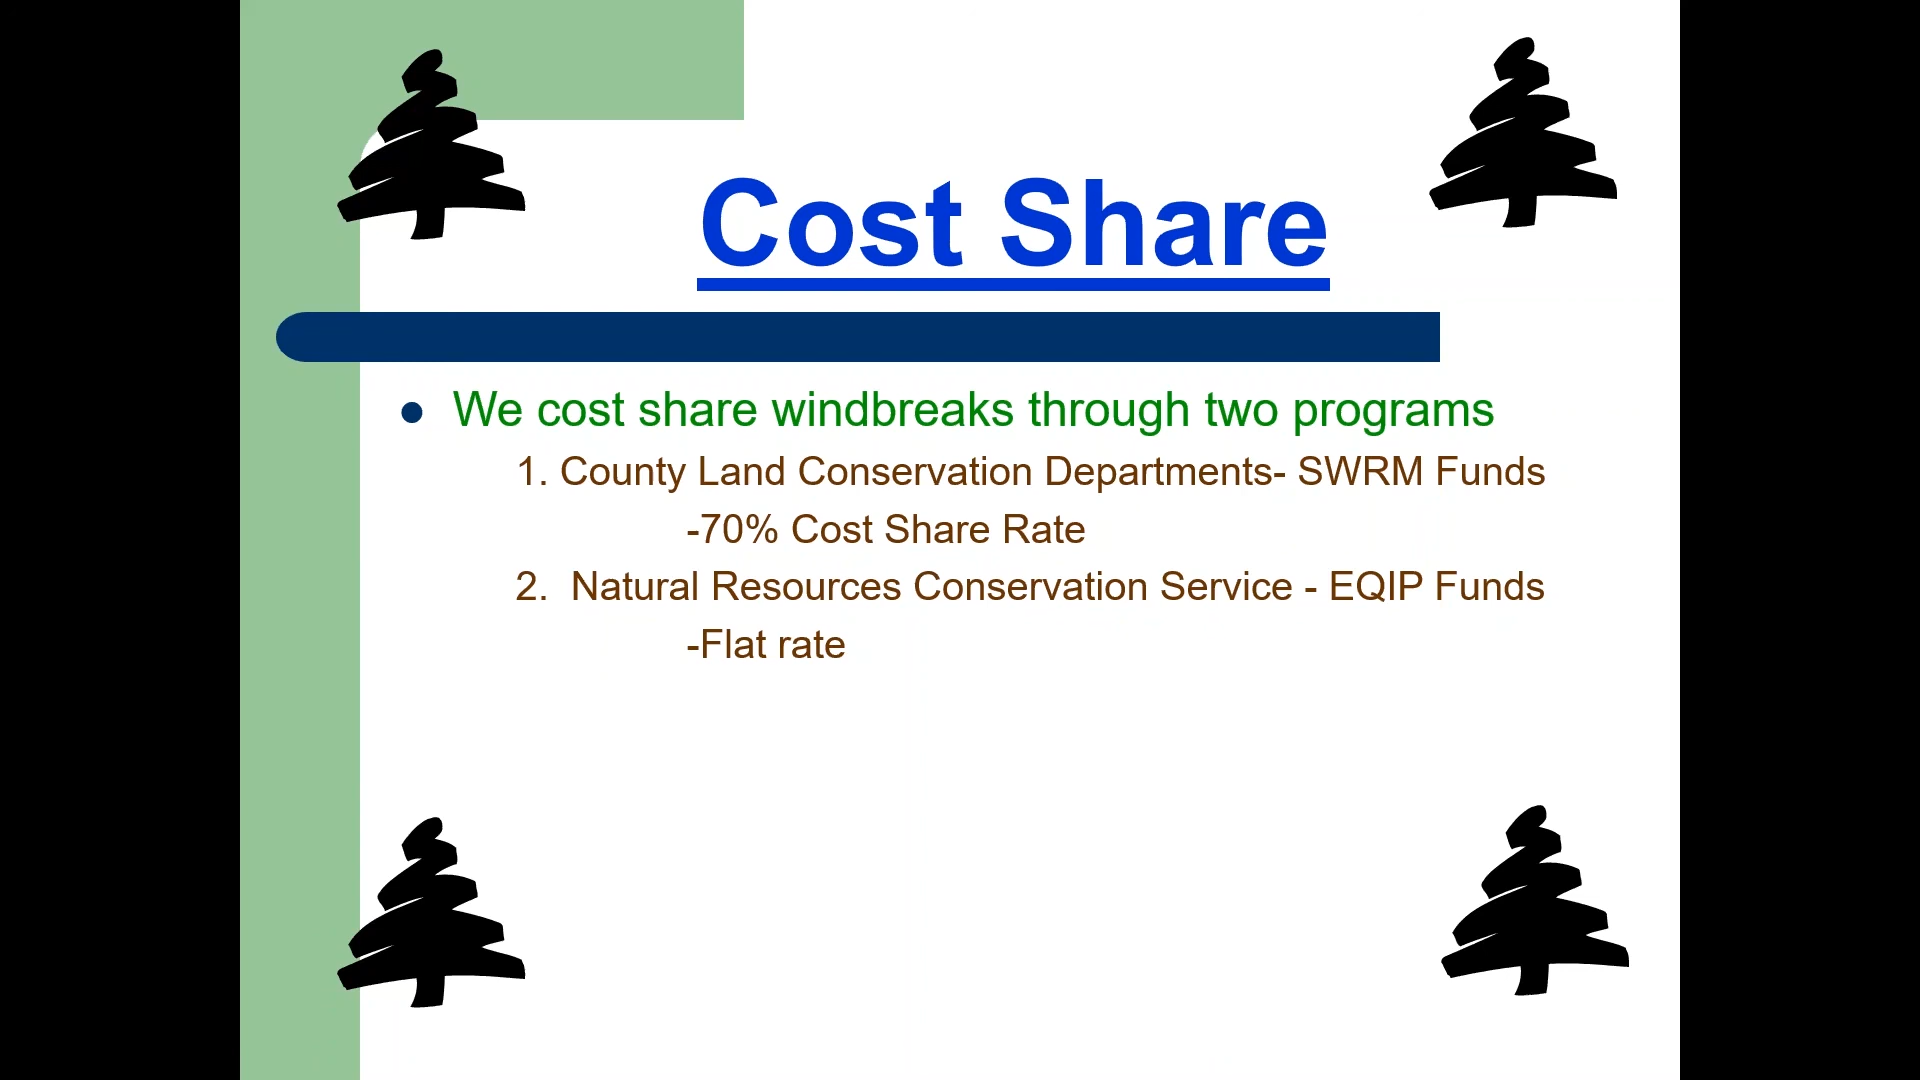 Cost Share
● We cost share windbreaks through two programs
1. County Land Conservation Departments- SWRM Funds
-70% Cost Share Rate
2. Natural Resources Conservation Service - EQIP Funds
-Flat rate